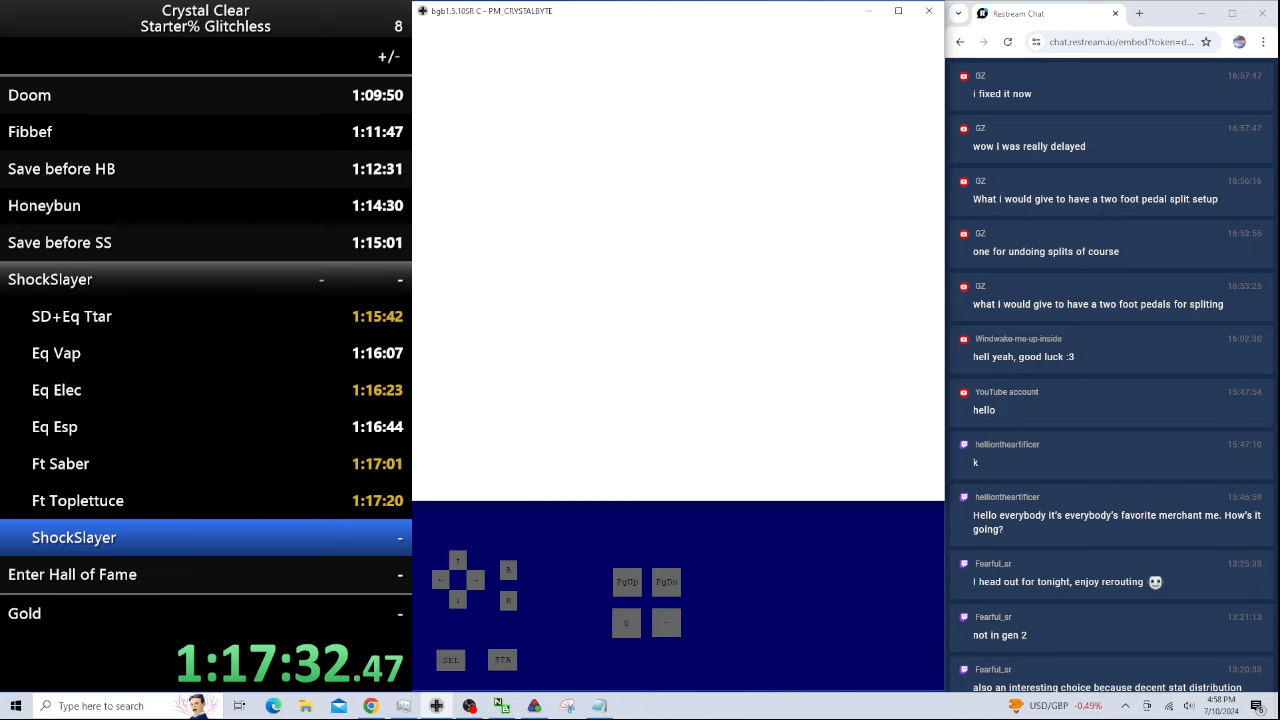 Crystal Clear
Starter% Glitchless 8
+/-
Doom 1:09:50
Fibbef 1:11:47
Save before HB 1:12:31
Honeybun 1:14:30
Save before SS 1:15:01
ShockSlayer - -
SD+Eq Ttar 1:15:42
Eq Vap 1:16:07
Eq Elec 1:16:23
Eq Esp 1:16:44
Ft Saber 1:17:01
Ft Toplettuce 1:17:20
ShockSlayer -
Enter Hall of Fame -
Gold -
1:17:32.47
bgb1.5.10SR C - PM_CRYSTALBYTE
↑
← →
↓
A
B
SEL STA
PgUp PgDn
0 -
Restream Chat
chat.restream.io/embed?token=d...
GZ 16:57:47
i fixed it now
GZ 16:57:47
wow i was really delayed
GZ 16:56:16
What i would give to have a two foot pedal split setup
GZ 16:53:55
one for undoing splits of course
GZ 16:53:25
what i would give to have a two foot pedals for spliting
Windwake-me-up-inside 16:02:30
hell yeah, good luck :3
YouTube account 15:47:54
hello
helliontheartificer 15:47:10
k
helliontheartificer 15:46:59
Hello everybody it's everybody's favorite merchant me. How's it
going?
Fearful_sr 13:25:33
I head out for tonight, enjoy rerouting
Fearful_sr 13:21:13
not in gen 2
Fearful_sr 13:20:33
also an interesting choice because decent stat distribution
Type here to search
USD/GBP -0.49%
4:58 PM
7/10/2024
6